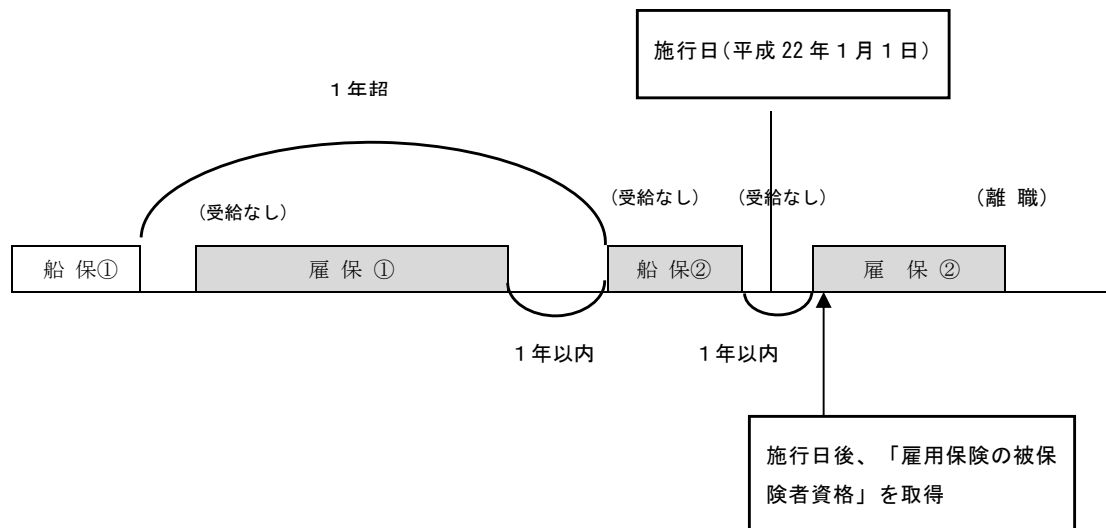 施行日(平成 22 年 1 月 1 日)
1 年超
(受給なし)
(受給なし)
(受給なし)
(離 職)
船 保①
雇 保 ①
船 保②
雇 保 ②
1 年以内
1 年以内
施行日後、「雇用保険の被保
険者資格」を取得